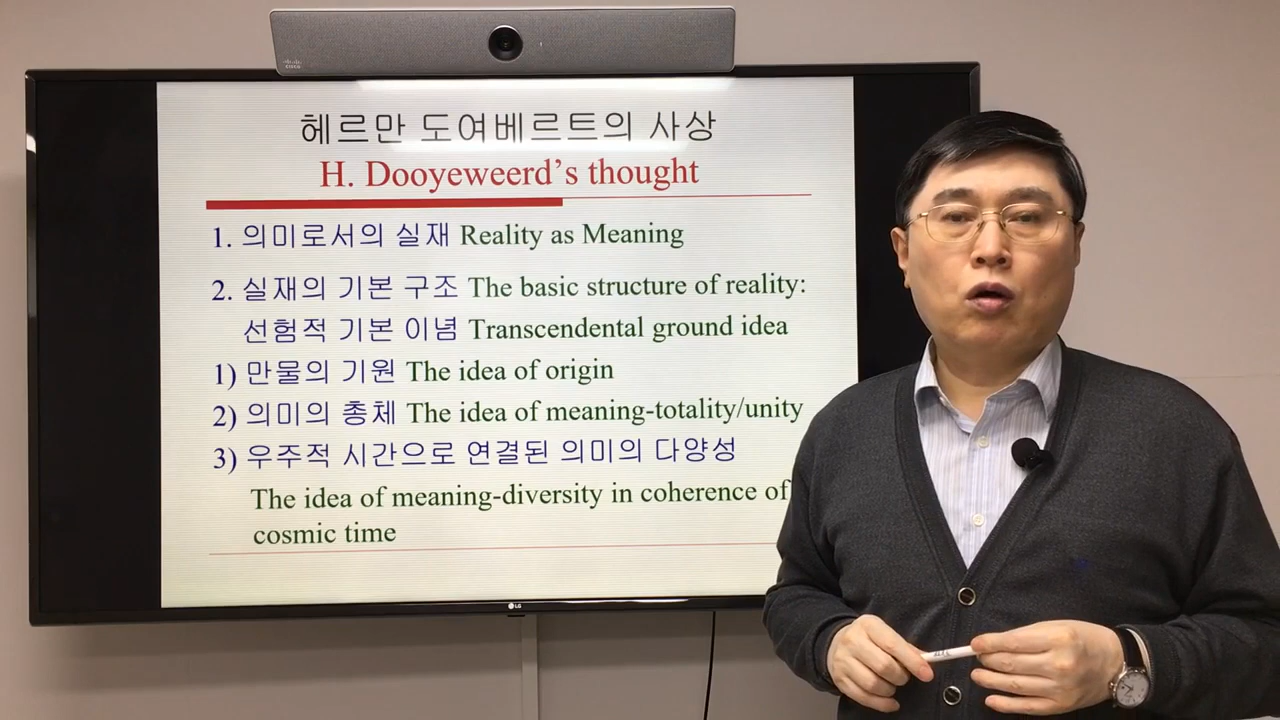 cisco
헤르만 도여베르트의 사상
H. Dooyeweerd's thought
1. 의미로서의 실재 Reality as Meaning
2. 실재의 기본 구조 The basic structure of reality:
선험적 기본 이념 Transcendental ground idea
1) 만물의 기원 The idea of origin
2) 의미의 총체 The idea of meaning-totality/unity
3) 우주적 시간으로 연결된 의미의 다양성
The idea of meaning-diversity in coherence of
cosmic time
LG